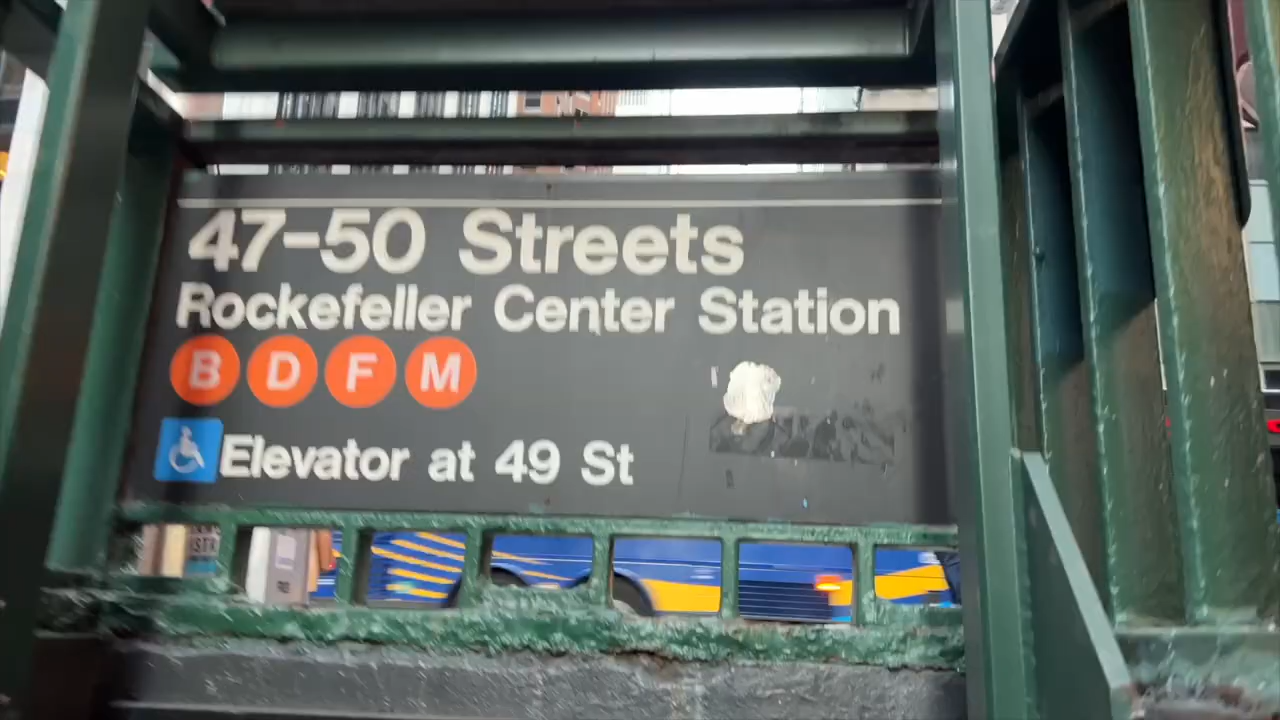 47-50 Streets
Rockefeller Center Station
B D F M
Elevator at 49 St